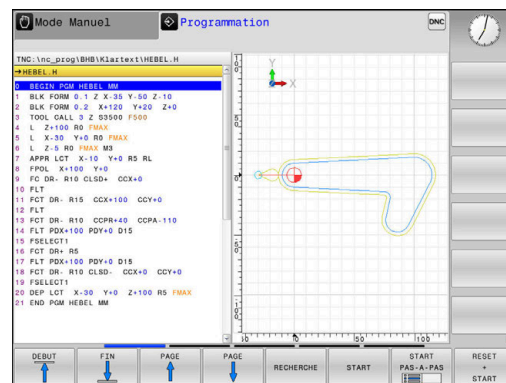 Mode Manuel
Programmation
DNC
TNC:\nc_prog\BHB\Klartext\HEBEL.H
→HEBEL.H
0 BEGIN PGM HEBEL MM
1 BLK FORM 0.1 Z X-35 Y-50 Z-10
2 BLK FORM 0.2 X+120 Y+20 Z+0
3 TOOL CALL 3 Z S3500 F500
4 L Z+100 R0 FMAX
5 L X-30 Y+0 R0 FMAX
6 L Z-5 R0 FMAX M3
7 APPR LCT X-10 Y+0 R5 RL
8 FPOL X+100 Y+0
9 FC DR- R10 CLSD+ CCX+0
10 FLT
11 FCT DR- R15 CCX+100 CCY+0
12 FLT
13 FCT DR- R10 CCPR+40 CCPA-110
14 FLT PDX+100 PDY+0 D15
15 FSELECT1
16 FCT DR+ R5
17 FLT PDX+100 PDY+0 D15
18 FCT DR- R10 CLSD- CCX+0 CCY+0
19 FSELECT1
20 DEP LCT X-30 Y+0 Z+100 R5 FMAX
21 END PGM HEBEL MM
Y
X
0
50
100
DEBUT
FIN
PAGE
PAGE
RECHERCHE
START
START
PAS-A-PAS
RESET
+
START